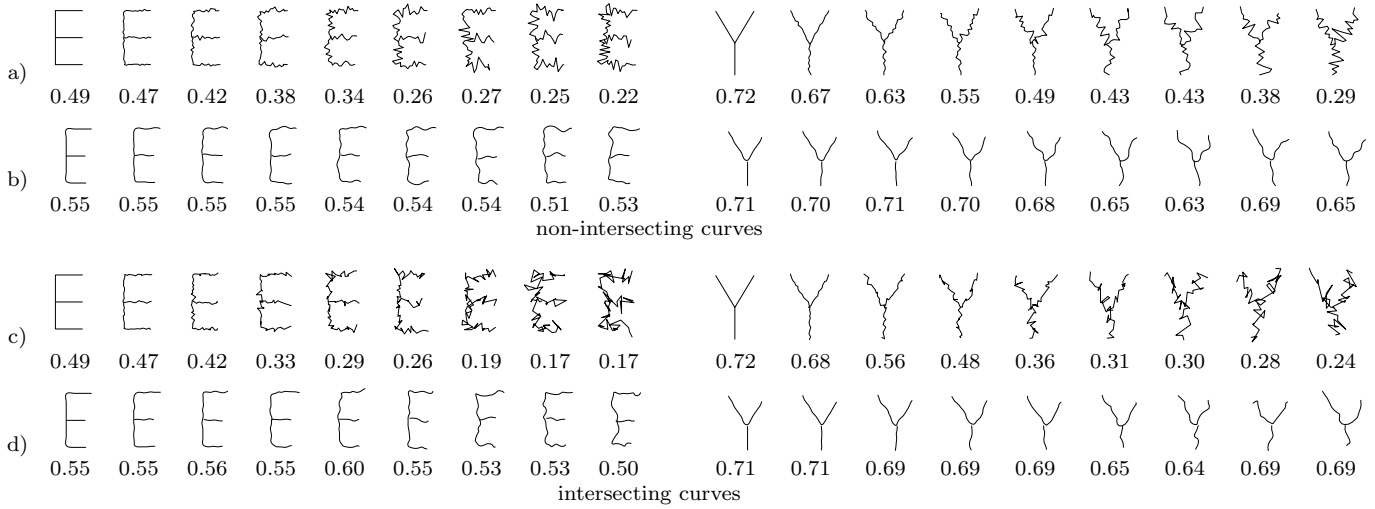 a)
0.49 0.47 0.42 0.38 0.34 0.26 0.27 0.25 0.22 0.72 0.67 0.63 0.55 0.49 0.43 0.43 0.38 0.29
b)
0.55 0.55 0.55 0.55 0.54 0.54 0.54 0.51 0.53 0.71 0.70 0.71 0.70 0.68 0.65 0.63 0.69 0.65
non-intersecting curves
c)
0.49 0.47 0.42 0.33 0.29 0.26 0.19 0.17 0.17 0.72 0.68 0.56 0.48 0.36 0.31 0.30 0.28 0.24
d)
0.55 0.55 0.56 0.55 0.60 0.55 0.53 0.53 0.50 0.71 0.71 0.69 0.69 0.69 0.65 0.64 0.69 0.69
intersecting curves